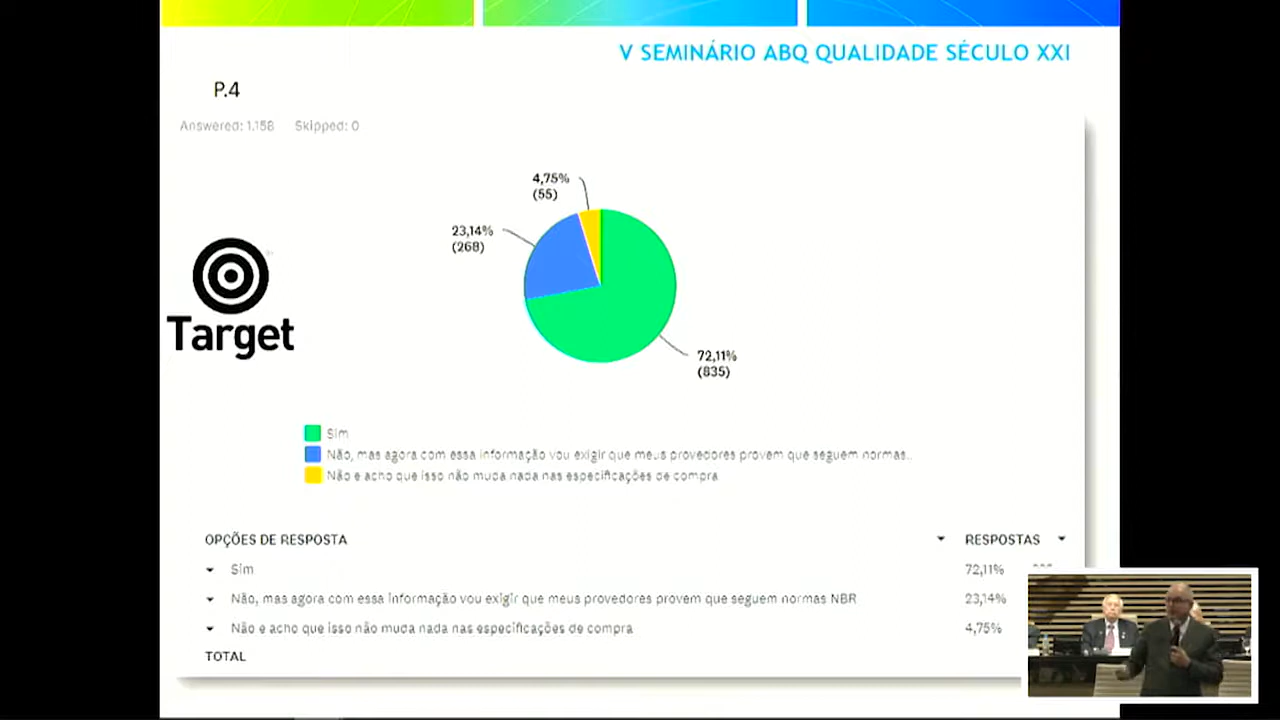 V SEMINÁRIO ABQ QUALIDADE SÉCULO XXI
P.4
Answered: 1.158 Skipped: 0
4,75%
(55)
23,14%
(268)
Target
72,11%
(835)
Sim
Não, mas agora com essa informação vou exigir que meus provedores provem que seguem normas..
Não e acho que isso não muda nada nas especificações de compra
OPÇÕES DE RESPOSTA RESPOSTAS
Sim 72,11%
Não, mas agora com essa informação vou exigir que meus provedores provem que seguem normas NBR 23,14%
Não e acho que isso não muda nada nas especificações de compra 4,75%
TOTAL